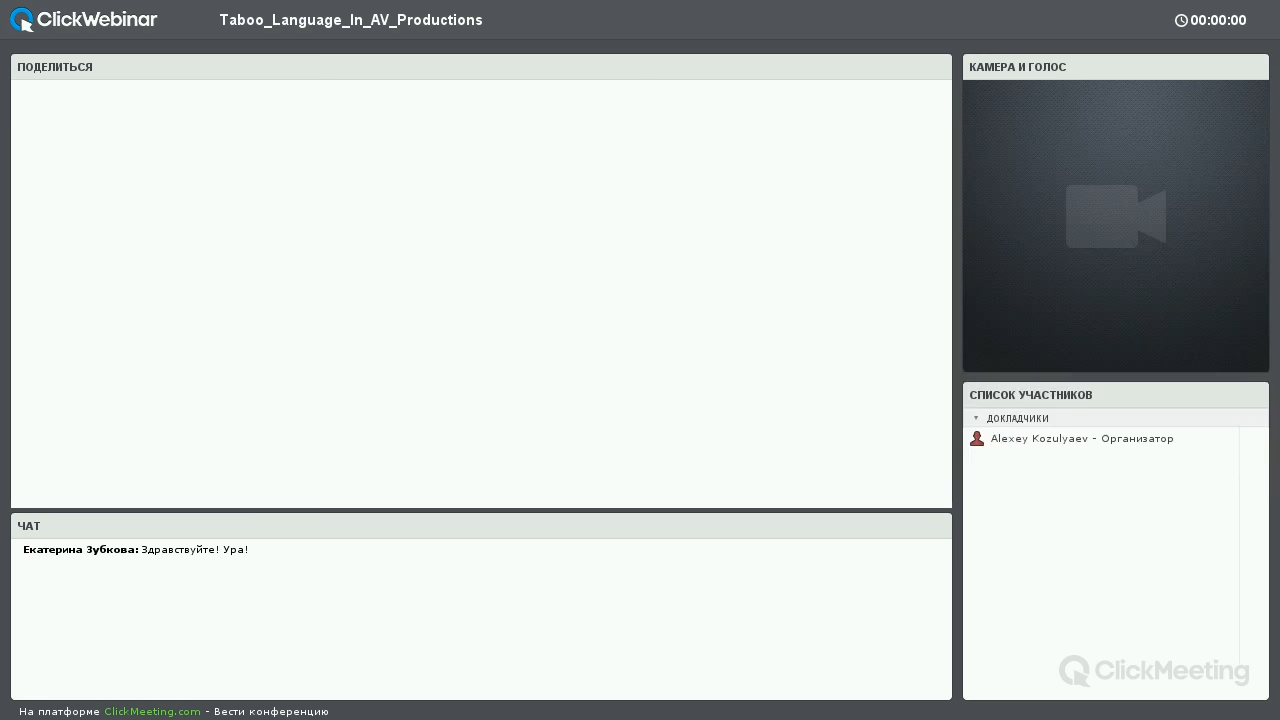 ClickWebinar
Taboo_Language_In_AV_Productions
00:00:00
ПОДЕЛИТЬСЯ
КАМЕРА И ГОЛОС
СПИСОК УЧАСТНИКОВ
ДОКЛАДЧИКИ
Alexey Kozulyaev - Организатор
ЧАТ
Екатерина Зубкова: Здравствуйте! Ура!
ClickMeeting
На платформе ClickMeeting.com - Вести конференцию